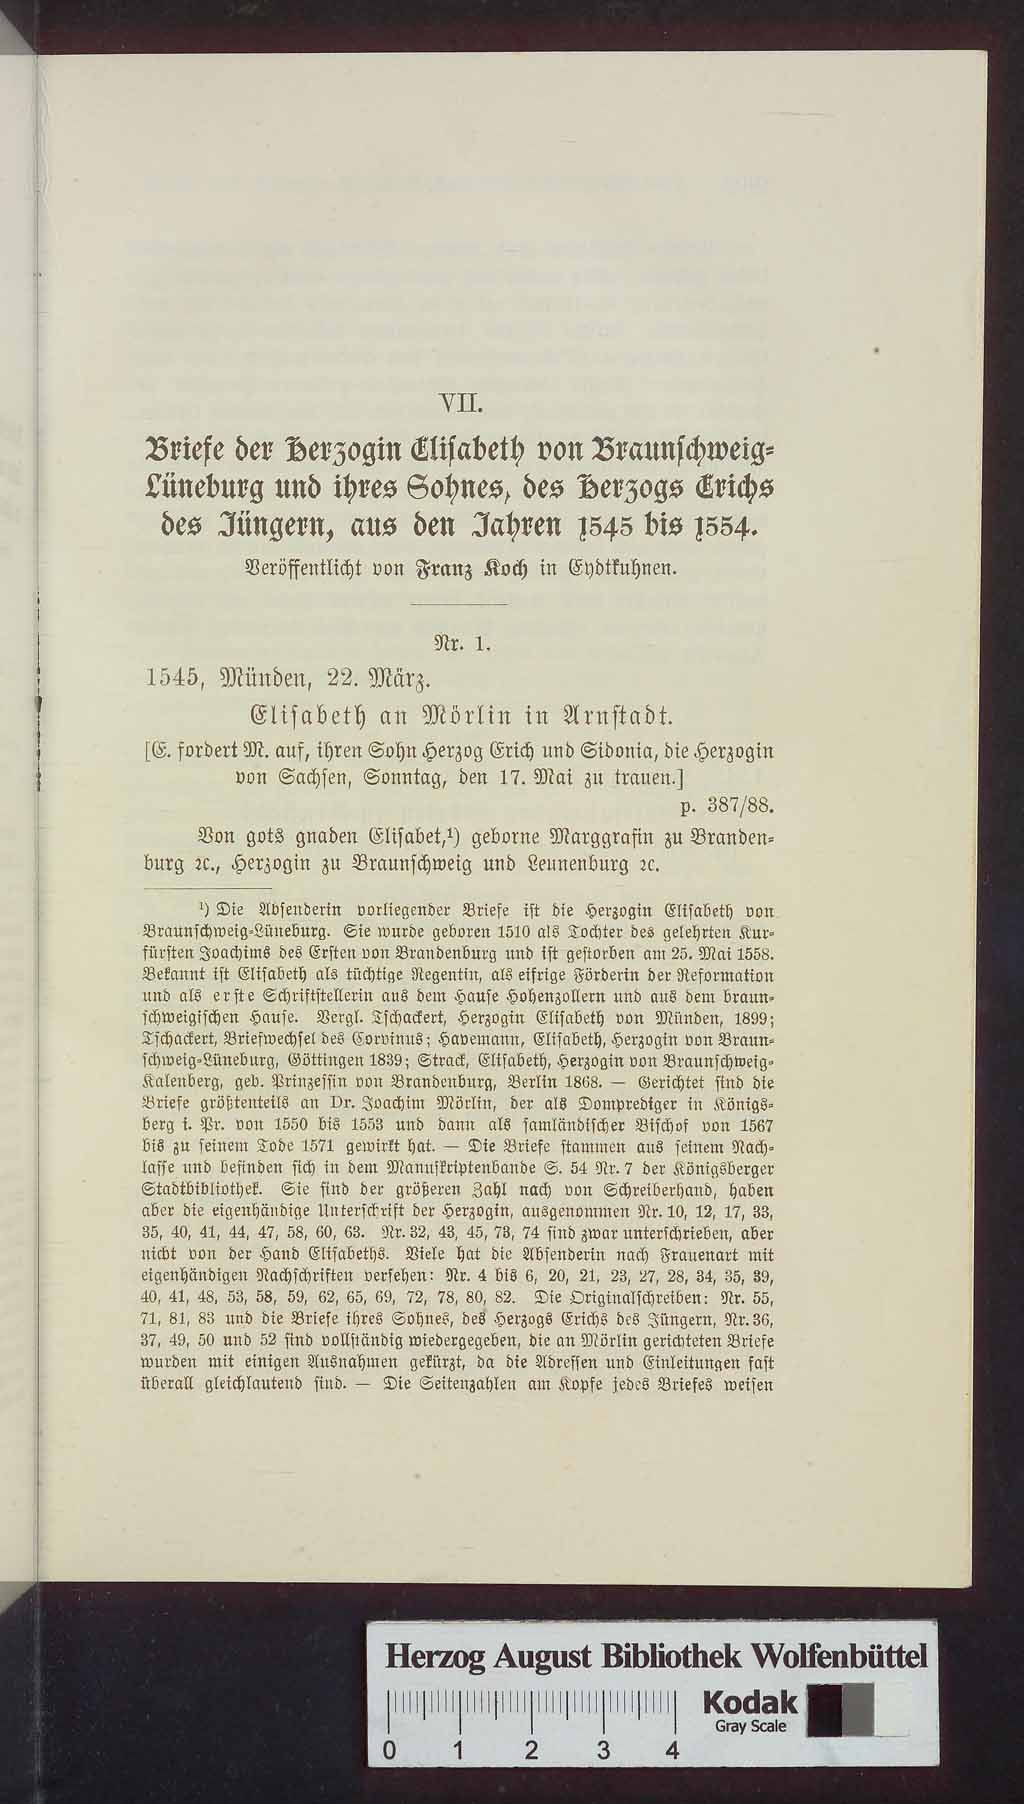 VII.
Briefe der Herzogin Elisabeth von Braunschweig-
Lüneburg und ihres Sohnes, des Herzogs Erichs
des Jüngern, aus den Jahren 1545 bis 1554.
Veröffentlicht von Franz Koch in Eydtkuhnen.
Nr. 1.
1545, Münden, 22. März.
Elisabeth an Mörlin in Arnstadt.
[E. fordert M. auf, ihren Sohn Herzog Erich und Sidonia, die Herzogin
von Sachsen, Sonntag, den 17. Mai zu trauen.]
p. 387/88.
Von gots gnaden Elisabet,¹) geborne Marggrafin zu Branden-
burg ꝛc., Herzogin zu Braunschweig und Leunenburg ꝛc.
¹) Die Absenderin vorliegender Briefe ist die Herzogin Elisabeth von
Braunschweig-Lüneburg. Sie wurde geboren 1510 als Tochter des gelehrten Kur-
fürsten Joachims des Ersten von Brandenburg und ist gestorben am 25. Mai 1558.
Bekannt ist Elisabeth als tüchtige Regentin, als eifrige Förderin der Reformation
und als erste Schriftstellerin aus dem Hause Hohenzollern und aus dem braun-
schweigischen Hause. Vergl. Tschackert, Herzogin Elisabeth von Münden, 1899;
Tschackert, Briefwechsel des Corvinus; Havemann, Elisabeth, Herzogin von Braun-
schweig-Lüneburg, Göttingen 1839; Strack, Elisabeth, Herzogin von Braunschweig-
Kalenberg, geb. Prinzessin von Brandenburg, Berlin 1868. — Gerichtet sind die
Briefe größtenteils an Dr. Joachim Mörlin, der als Domprediger in Königs-
berg i. Pr. von 1550 bis 1553 und dann als samländischer Bischof von 1567
bis zu seinem Tode 1571 gewirkt hat. — Die Briefe stammen aus seinem Nach-
lasse und befinden sich in dem Manuskriptenbande S. 54 Nr. 7 der Königsberger
Stadtbibliothek. Sie sind der größeren Zahl nach von Schreiberhand, haben
aber die eigenhändige Unterschrift der Herzogin, ausgenommen Nr. 10, 12, 17, 33,
35, 40, 41, 44, 47, 58, 60, 63. Nr. 32, 43, 45, 73, 74 sind zwar unterschrieben, aber
nicht von der Hand Elisabeths. Viele hat die Absenderin nach Frauenart mit
eigenhändigen Nachschriften versehen: Nr. 4 bis 6, 20, 21, 23, 27, 28, 34, 35, 39,
40, 41, 48, 53, 58, 59, 62, 65, 69, 72, 78, 80, 82. Die Originalschreiben: Nr. 55,
71, 81, 83 und die Briefe ihres Sohnes, des Herzogs Erichs des Jüngern, Nr. 36,
37, 49, 50 und 52 sind vollständig wiedergegeben, die an Mörlin gerichteten Briefe
wurden mit einigen Ausnahmen gekürzt, da die Adressen und Einleitungen fast
überall gleichlautend sind. — Die Seitenzahlen am Kopfe jedes Briefes weisen
Herzog August Bibliothek Wolfenbüttel
Kodak
Gray Scale
0 1 2 3 4